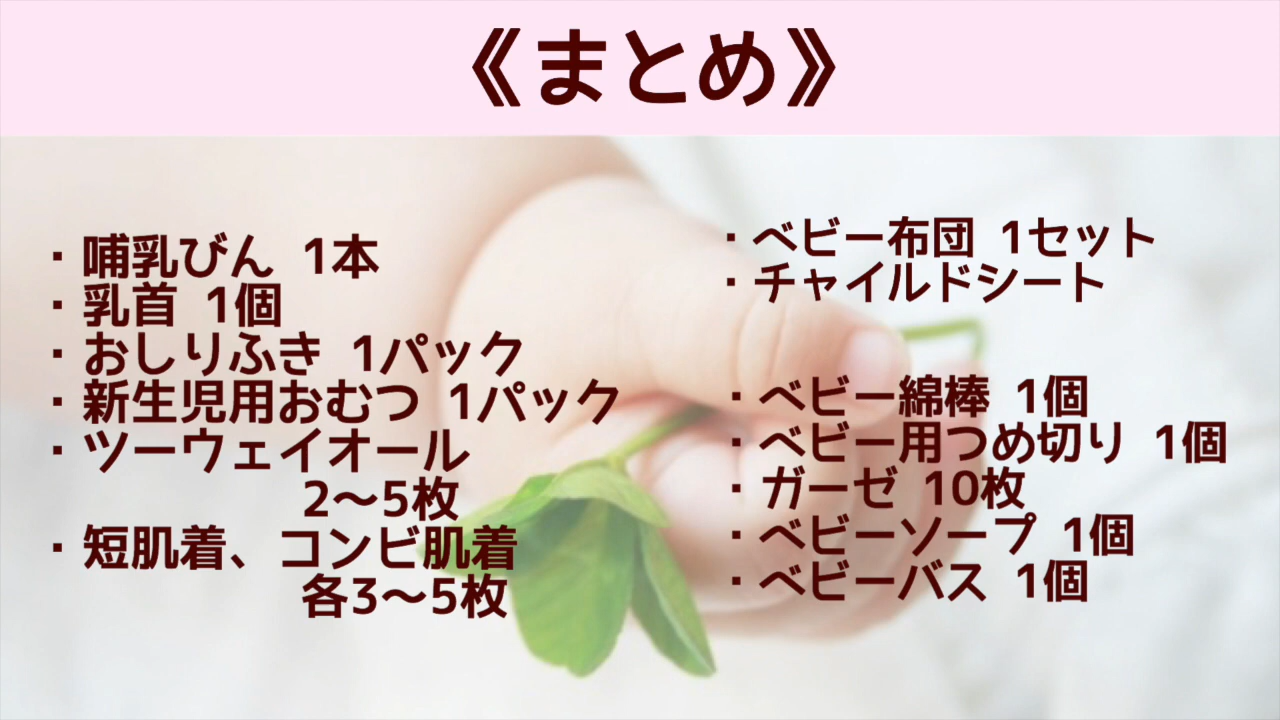 《まとめ》
・哺乳びん 1本
・乳首 1個
・おしりふき 1パック
・新生児用おむつ 1パック
・ツーウェイオール
2〜5枚
・短肌着、コンビ肌着
各3〜5枚
・ベビー布団 1セット
・チャイルドシート
・ベビー綿棒 1個
・ベビー用つめ切り 1個
・ガーゼ 10枚
・ベビーソープ 1個
・ベビーバス 1個